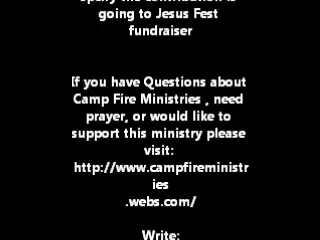 going to Jesus Fest
fundraiser
If you have Questions about
Camp Fire Ministries , need
prayer, or would like to
support this ministry please
visit:
http://www.campfireministr
ies
.webs.com/
Write: